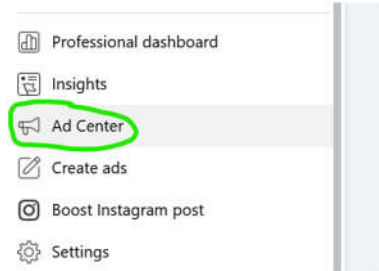 Professional dashboard
Insights
Ad Center
Create ads
Boost Instagram post
Settings